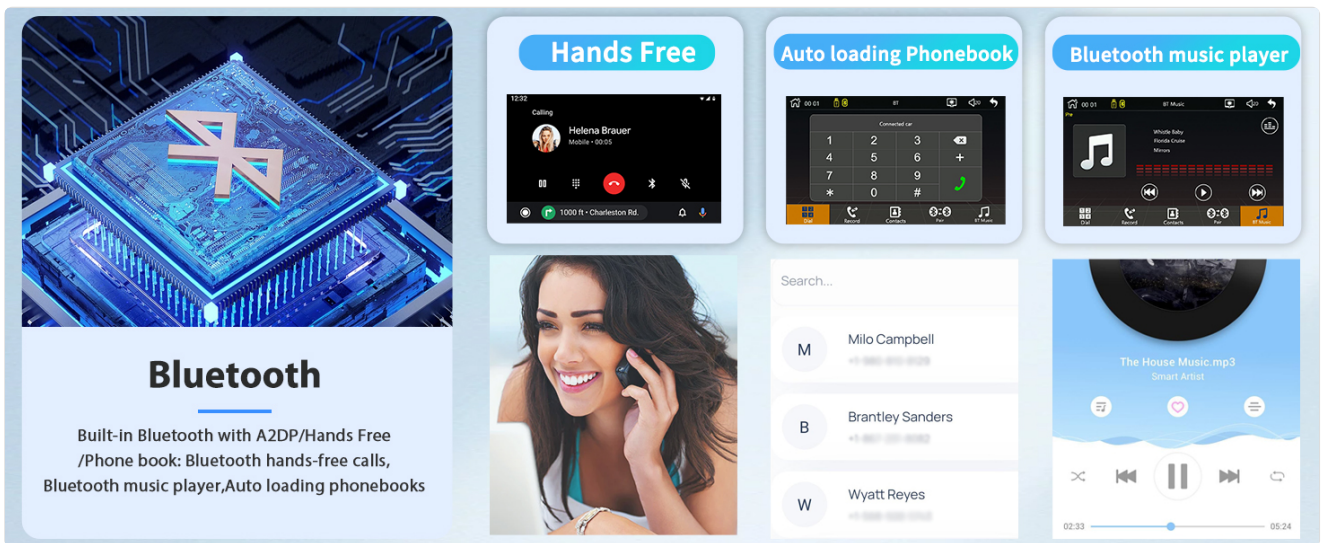 Bluetooth
Built-in Bluetooth with A2DP/Hands Free
/Phone book: Bluetooth hands-free calls,
Bluetooth music player,Auto loading phonebooks
Hands Free
12:32
Calling
Helena Brauer
Mobile • 00:05
1000 ft • Charleston Rd.
Auto loading Phonebook
00 01
BT
Connected car
1 2 3
4 5 6 +
7 8 9
* 0 #
Dial Record Contacts Pair BT Music
Bluetooth music player
00 01
BT Music
Whistle Baby
Florida Cruise
Mirrors
Dial Record Contacts Pair BT Music
Search...
M
Milo Campbell
B
Brantley Sanders
W
Wyatt Reyes
The House Music.mp3
Smart Artist
02:33
05:24